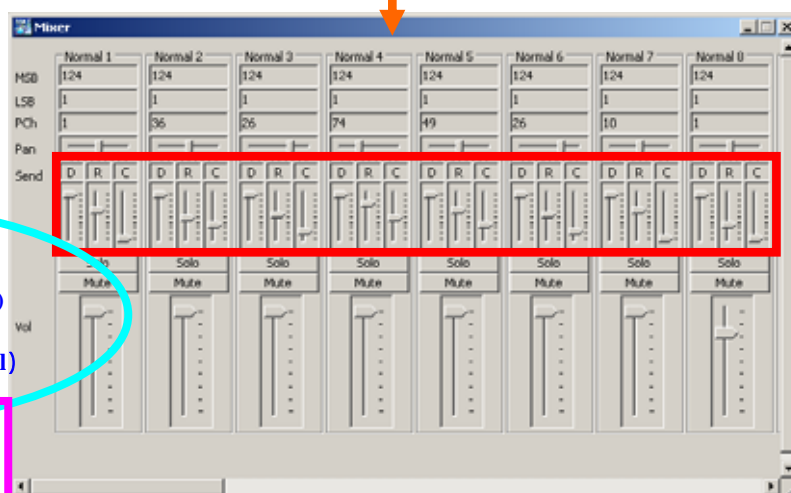 Mixer
Normal 1 Normal 2 Normal 3 Normal 4 Normal 5 Normal 6 Normal 7 Normal 8
MSB 124 124 124 124 124 124 124 124
LSB 1 1 1 1 1 1 1 1
PCh 1 36 26 74 49 26 10 1
Pan
Send D R C D R C D R C D R C D R C D R C D R C D R C
Solo Solo Solo Solo Solo Solo Solo Solo
Mute Mute Mute Mute Mute Mute Mute Mute
)
Vol
l)